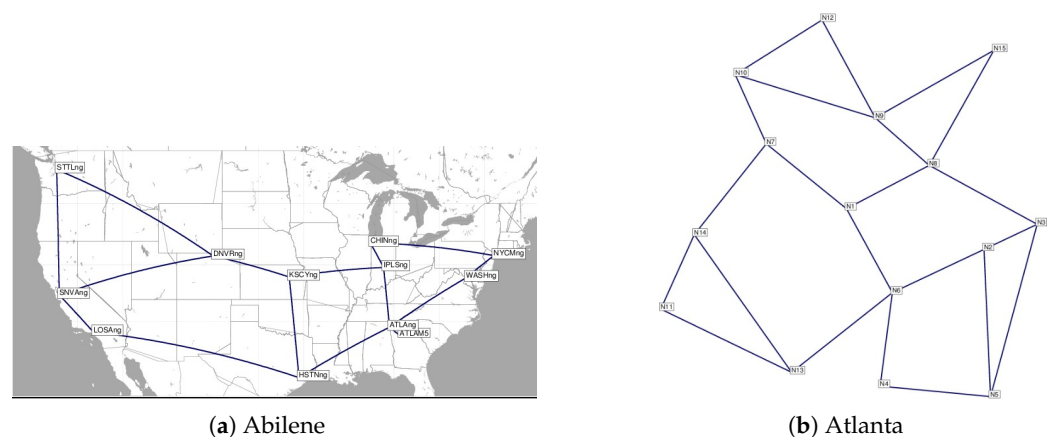 N12
N15
N10
N9
N7
N8
N1
N3
N14
N2
N6
N11
N13
N4
N5
STTLng
CHINng
DNVRng
NYCMng
IPLSng
KSCYng
WASHng
SNVAng
LOSAng
ATLAng
ATLAM5
HSTNng
(a) Abilene
(b) Atlanta